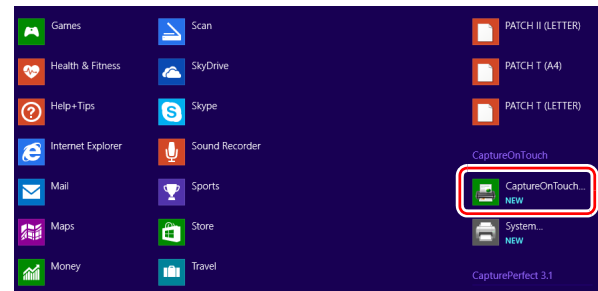 Games
Health & Fitness
Help+Tips
Internet Explorer
Mail
Maps
Money
Scan
SkyDrive
Skype
Sound Recorder
Sports
Store
Travel
PATCH II (LETTER)
PATCH T (A4)
PATCH T (LETTER)
CaptureOnTouch
CaptureOnTouch...
NEW
System...
NEW
CapturePerfect 3.1